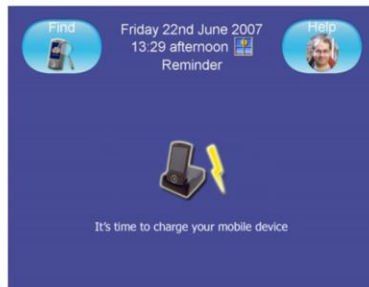 Find
Friday 22nd June 2007
13:29 afternoon
Reminder
Help
It's time to charge your mobile device